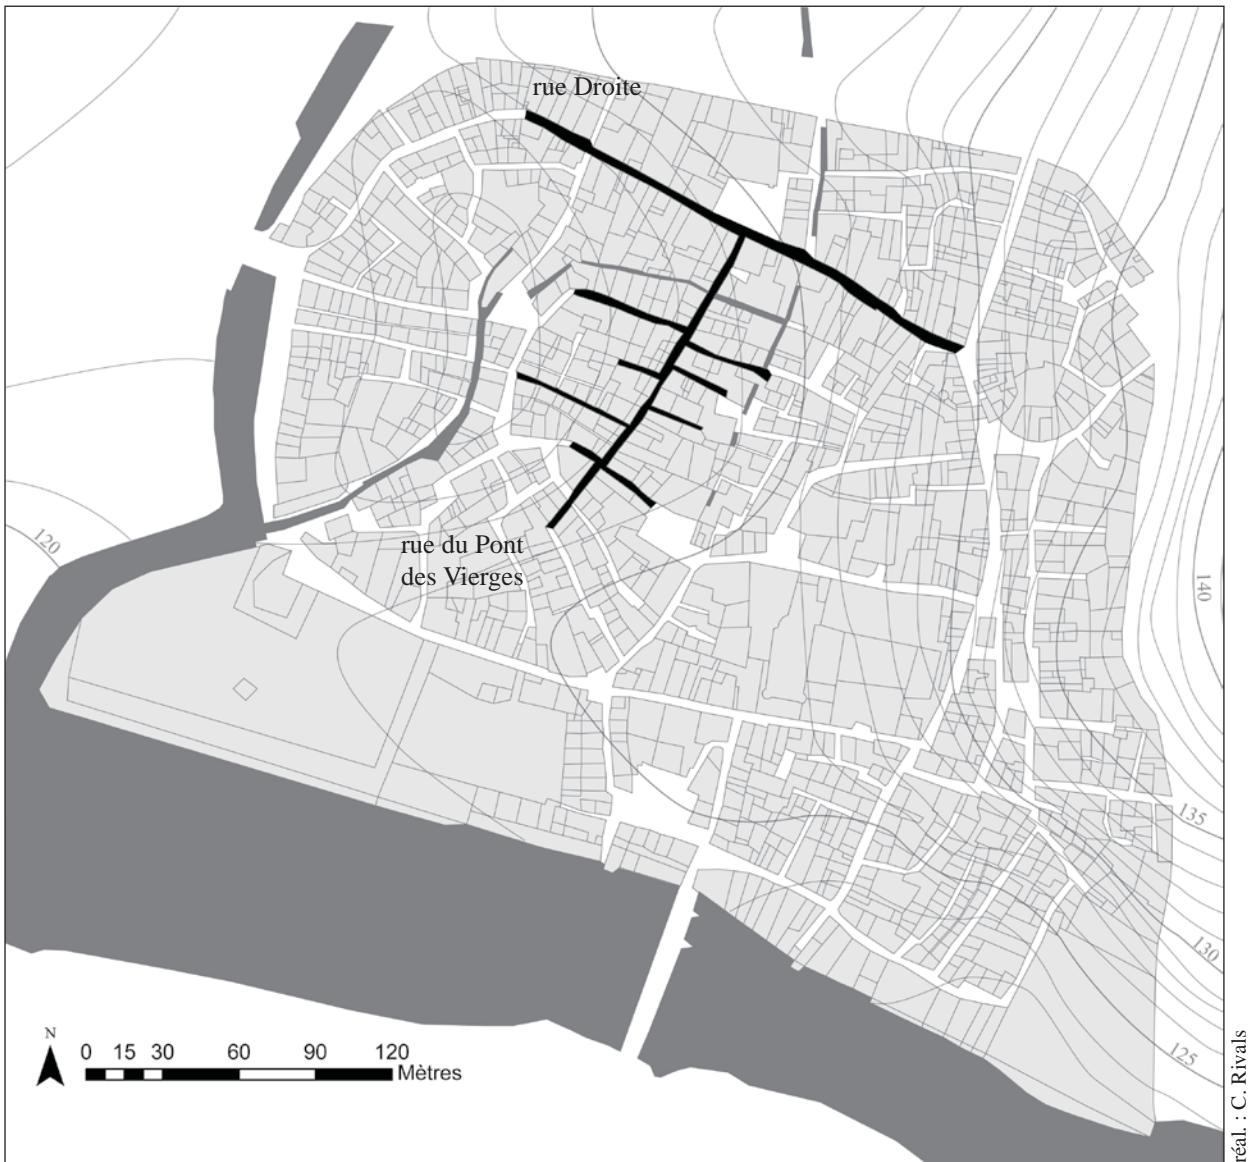 rue Droite
120
rue du Pont
des Vierges
140
135
130
125
N
0 15 30 60 90 120
Mètres
réal. : C. Rivals